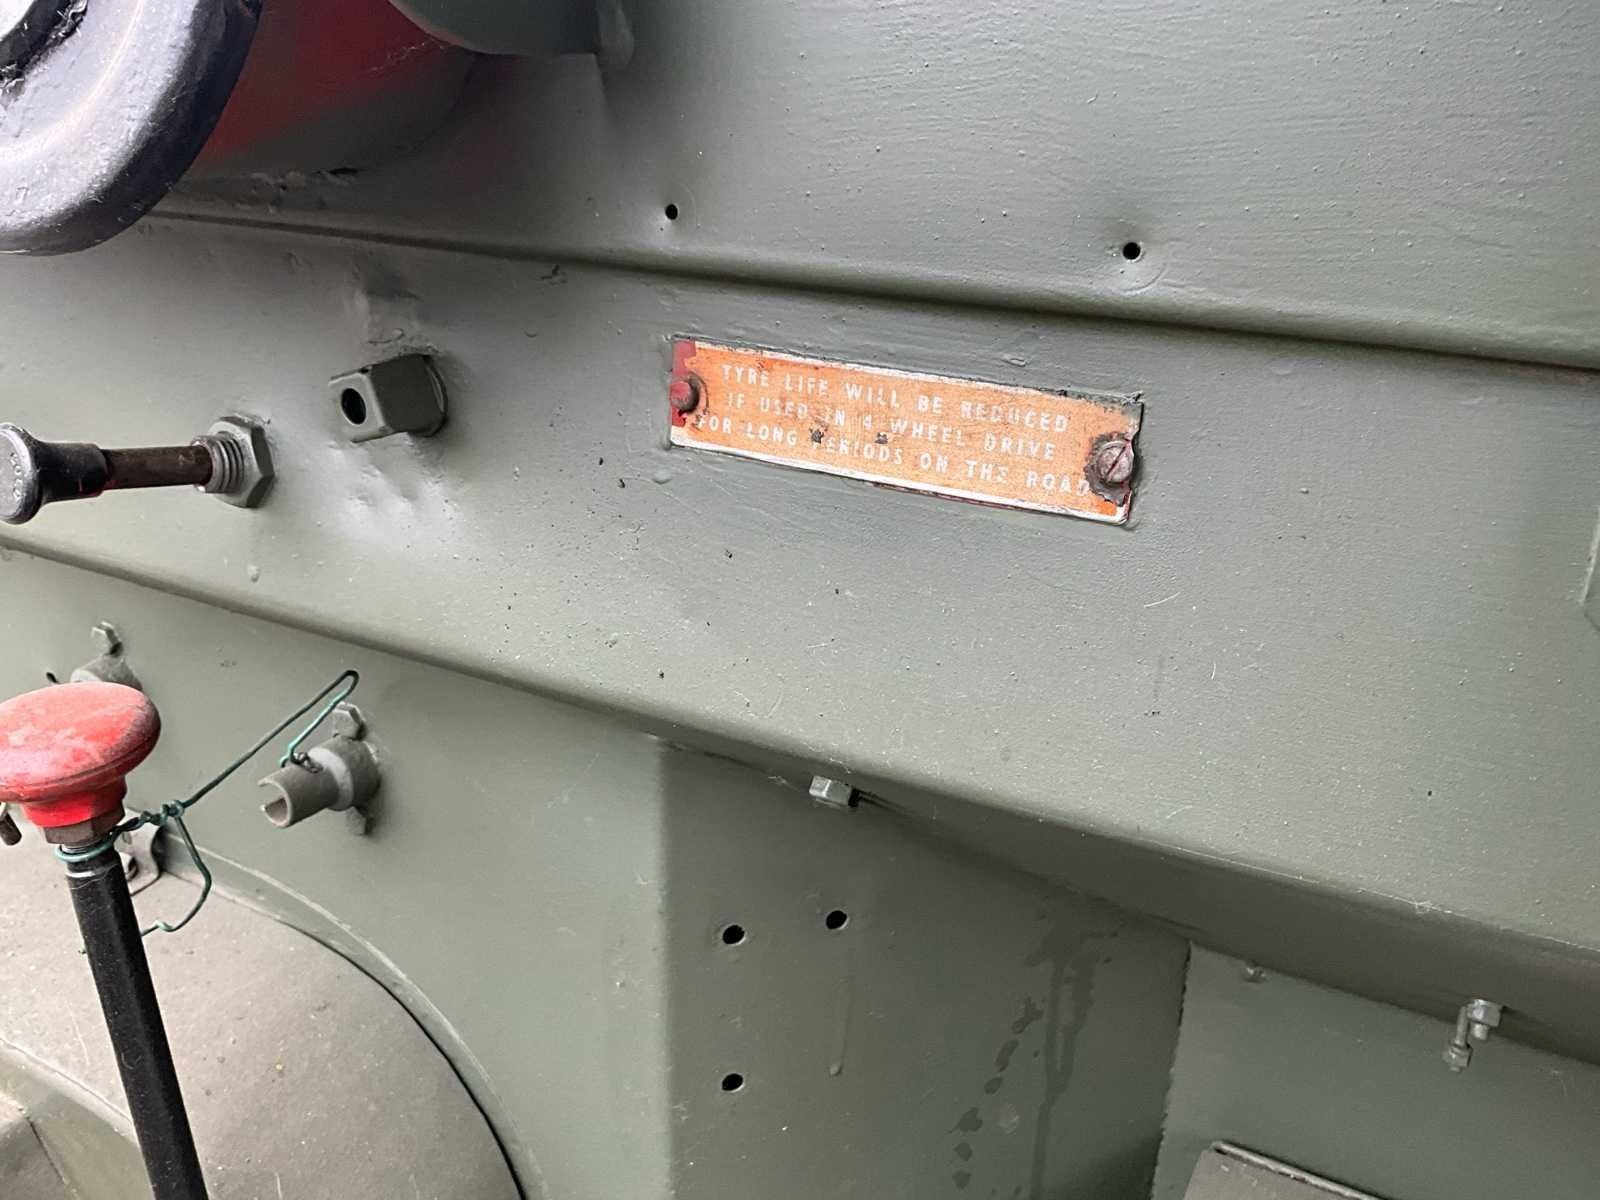 TYRE LIFE WILL BE REDUCED
IF USED IN 4 WHEEL DRIVE
FOR LONG PERIODS ON THE ROAD